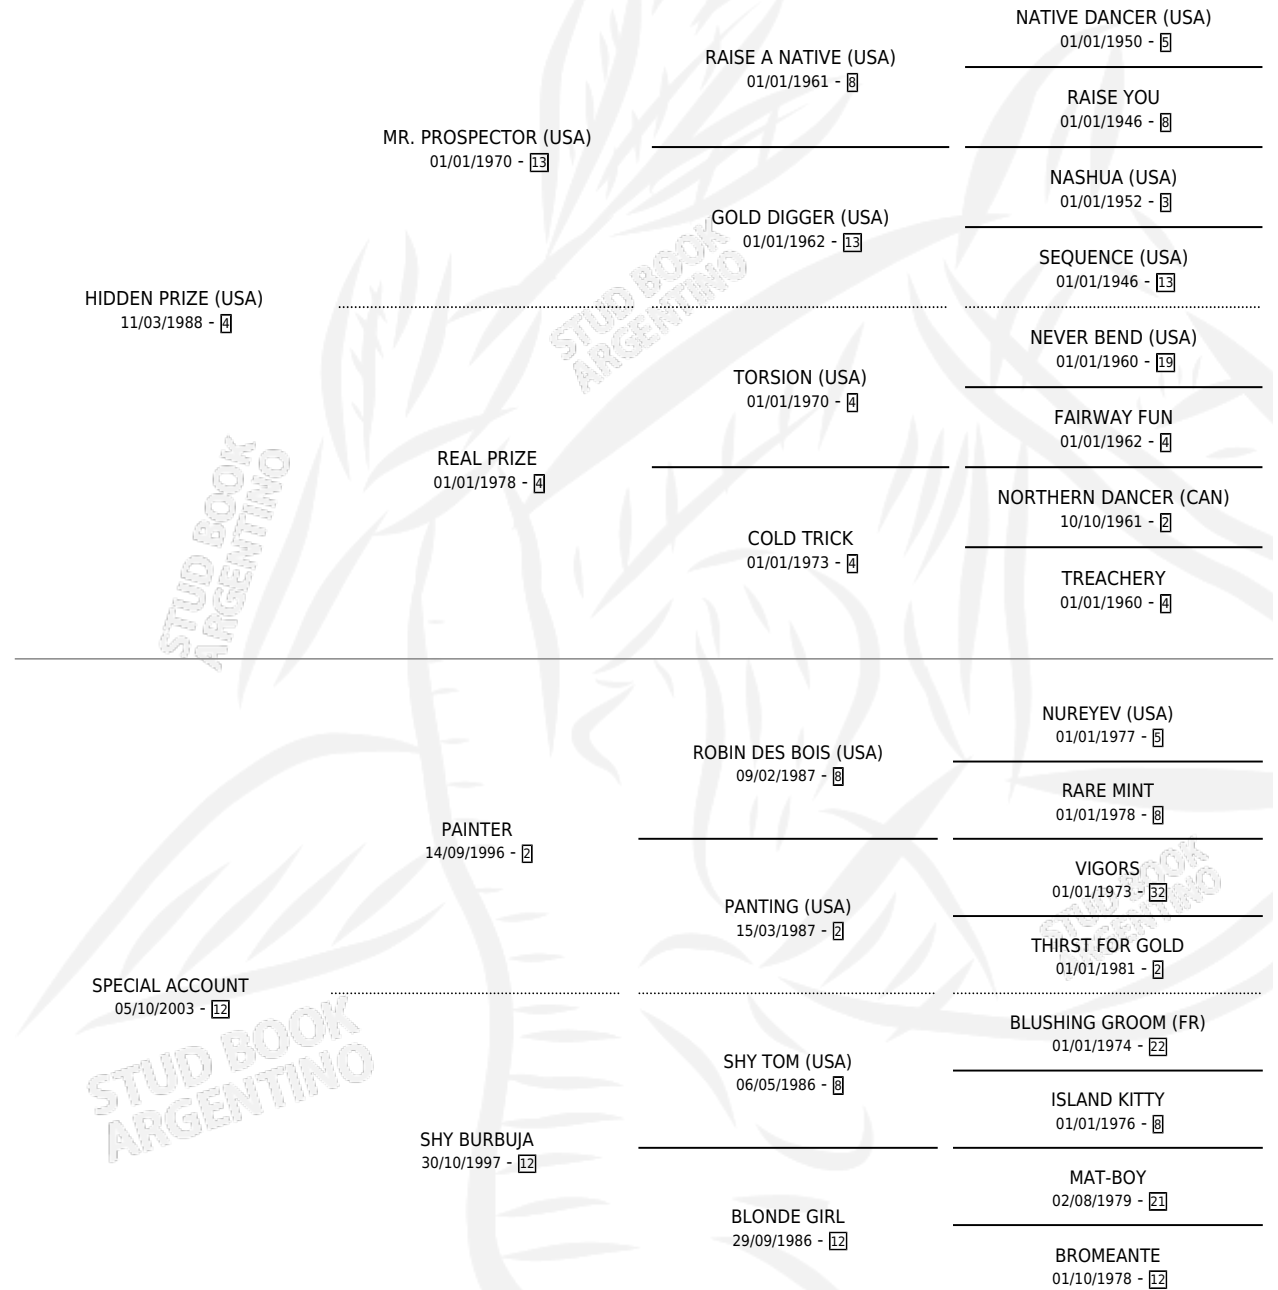 NATIVE DANCER (USA)
01/01/1950 - 5
RAISE A NATIVE (USA)
01/01/1961 - 8
RAISE YOU
01/01/1946 - 8
MR. PROSPECTOR (USA)
01/01/1970 - 13
NASHUA (USA)
01/01/1952 - 3
GOLD DIGGER (USA)
01/01/1962 - 13
SEQUENCE (USA)
01/01/1946 - 13
HIDDEN PRIZE (USA)
11/03/1988 - 4
NEVER BEND (USA)
01/01/1960 - 19
TORSION (USA)
01/01/1970 - 4
FAIRWAY FUN
01/01/1962 - 4
REAL PRIZE
01/01/1978 - 4
NORTHERN DANCER (CAN)
10/10/1961 - 2
COLD TRICK
01/01/1973 - 4
TREACHERY
01/01/1960 - 4
STUD BOOK
ARGENTINO
STUD BOOK
ARGENTINO
NUREYEV (USA)
01/01/1977 - 5
ROBIN DES BOIS (USA)
09/02/1987 - 8
RARE MINT
01/01/1978 - 8
PAINTER
14/09/1996 - 2
VIGORS
01/01/1973 - 32
PANTING (USA)
15/03/1987 - 2
THIRST FOR GOLD
01/01/1981 - 2
STUD BOOK
ARGENTINO
SPECIAL ACCOUNT
05/10/2003 - 12
BLUSHING GROOM (FR)
01/01/1974 - 22
SHY TOM (USA)
06/05/1986 - 8
ISLAND KITTY
01/01/1976 - 8
STUD BOOK
ARGENTINO
SHY BURBUJA
30/10/1997 - 12
MAT-BOY
02/08/1979 - 21
BLONDE GIRL
29/09/1986 - 12
BROMEANTE
01/10/1978 - 12